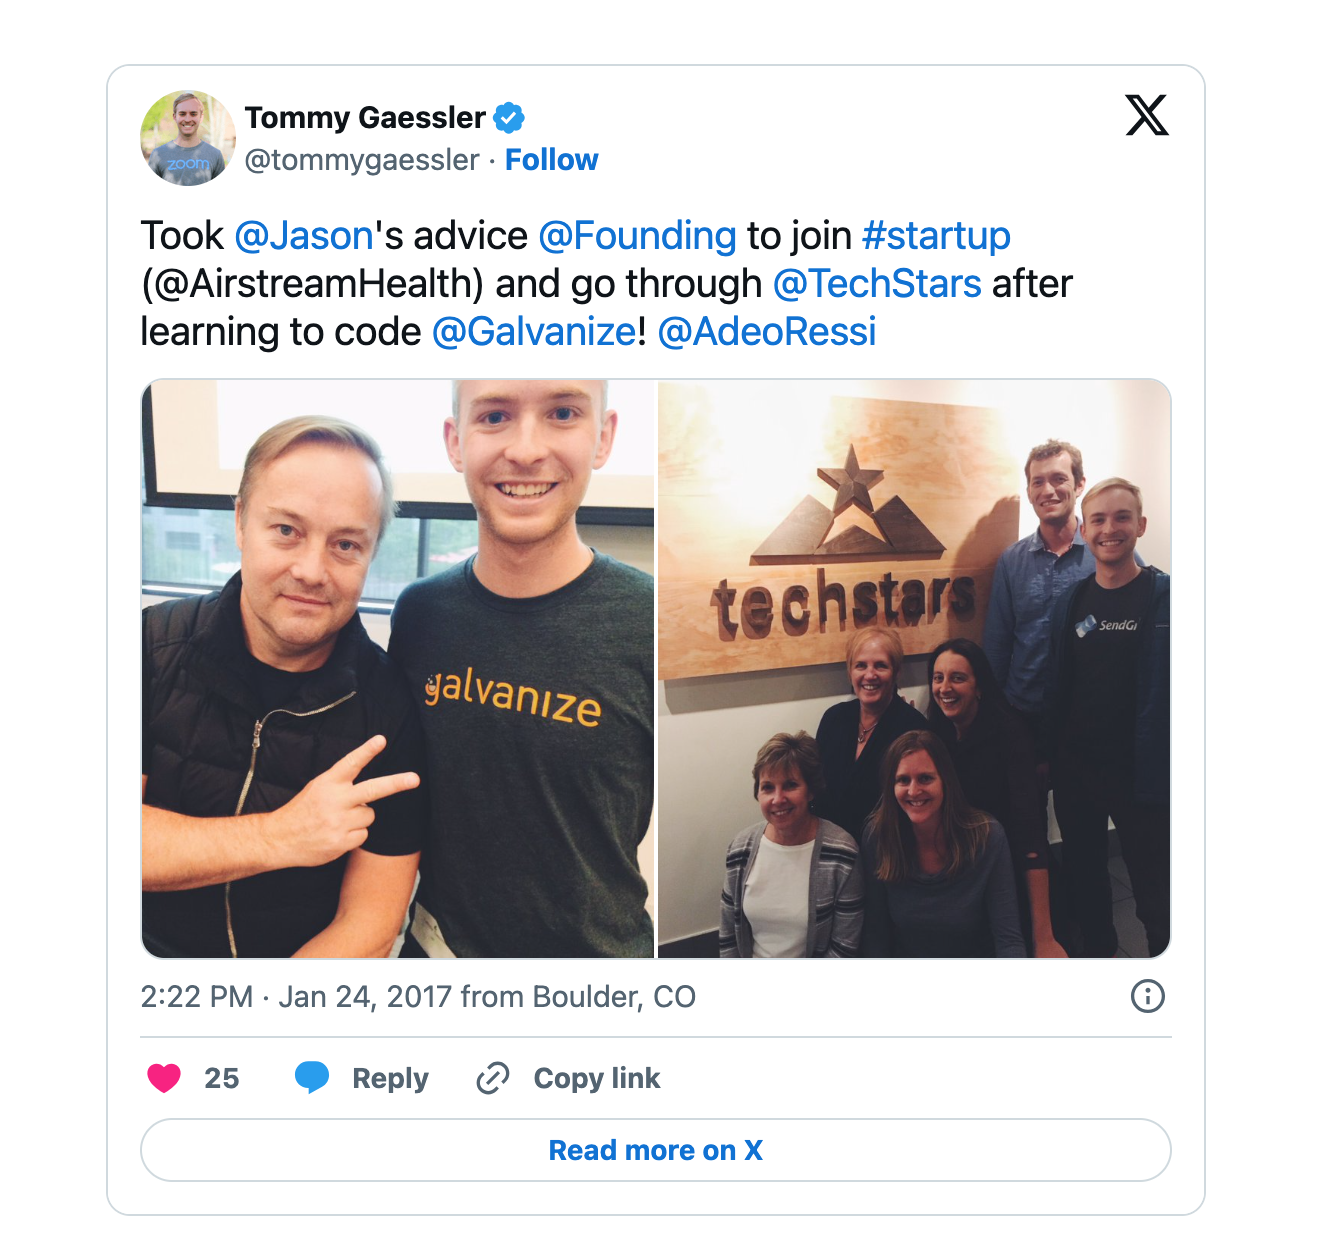 Tommy Gaessler
@tommygaessler · Follow
zoom
Took @Jason's advice @Founding to join #startup
(@AirstreamHealth) and go through @TechStars after
learning to code @Galvanize! @AdeoRessi
galvanize
techstars
SendGr
2:22 PM · Jan 24, 2017 from Boulder, CO
25 Reply Copy link
Read more on X